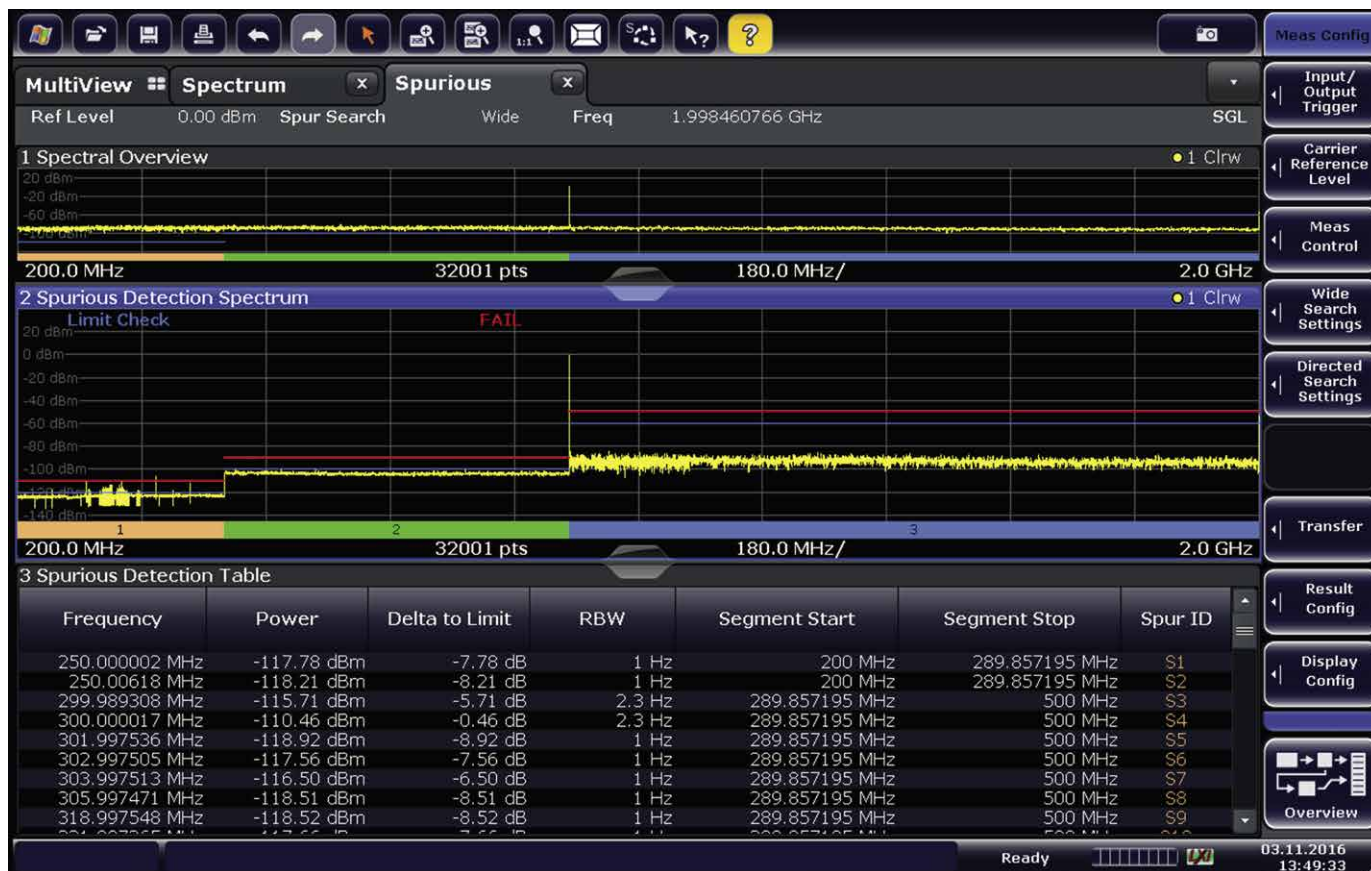 Meas Config
MultiView Spectrum X Spurious X
Ref Level 0.00 dBm Spur Search Wide Freq 1.998460766 GHz SGL
1 Spectral Overview 1 Clrw
20 dBm
-20 dBm
-60 dBm
-100 dBm
200.0 MHz 32001 pts 180.0 MHz/ 2.0 GHz
2 Spurious Detection Spectrum 1 Clrw
Limit Check FAIL
20 dBm
0 dBm
-20 dBm
-40 dBm
-60 dBm
-80 dBm
-100 dBm
-140 dBm
1 2 3
200.0 MHz 32001 pts 180.0 MHz/ 2.0 GHz
3 Spurious Detection Table
Frequency Power Delta to Limit RBW Segment Start Segment Stop Spur ID
250.000002 MHz -117.78 dBm -7.78 dB 1 Hz 200 MHz 289.857195 MHz S1
250.00618 MHz -118.21 dBm -8.21 dB 1 Hz 200 MHz 289.857195 MHz S2
299.989308 MHz -115.71 dBm -5.71 dB 2.3 Hz 289.857195 MHz 500 MHz S3
300.000017 MHz -110.46 dBm -0.46 dB 2.3 Hz 289.857195 MHz 500 MHz S4
301.997536 MHz -118.92 dBm -8.92 dB 1 Hz 289.857195 MHz 500 MHz S5
302.997505 MHz -117.56 dBm -7.56 dB 1 Hz 289.857195 MHz 500 MHz S6
303.997513 MHz -116.50 dBm -6.50 dB 1 Hz 289.857195 MHz 500 MHz S7
305.997471 MHz -118.51 dBm -8.51 dB 1 Hz 289.857195 MHz 500 MHz S8
318.997548 MHz -118.52 dBm -8.52 dB 1 Hz 289.857195 MHz 500 MHz S9
Input/
Output
Trigger
Carrier
Reference
Level
Meas
Control
Wide
Search
Settings
Directed
Search
Settings
Transfer
Result
Config
Display
Config
Overview
Ready LXI 03.11.2016
13:49:33